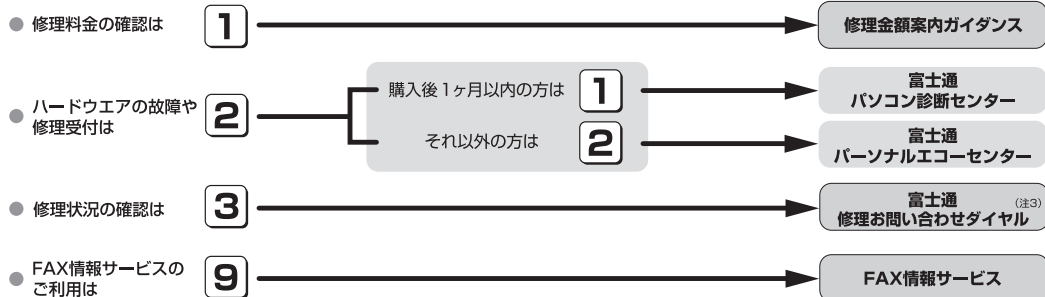 ● 修理料金の確認は 1 修理金額案内ガイダンス
● ハードウエアの故障や
修理受付は 2
購入後1ヶ月以内の方は 1
富士通
パソコン診断センター
それ以外の方は 2
富士通
パーソナルエコーセンター
● 修理状況の確認は 3
富士通 (注3)
修理お問い合わせダイヤル
● FAX情報サービスの
ご利用は 9
FAX情報サービス